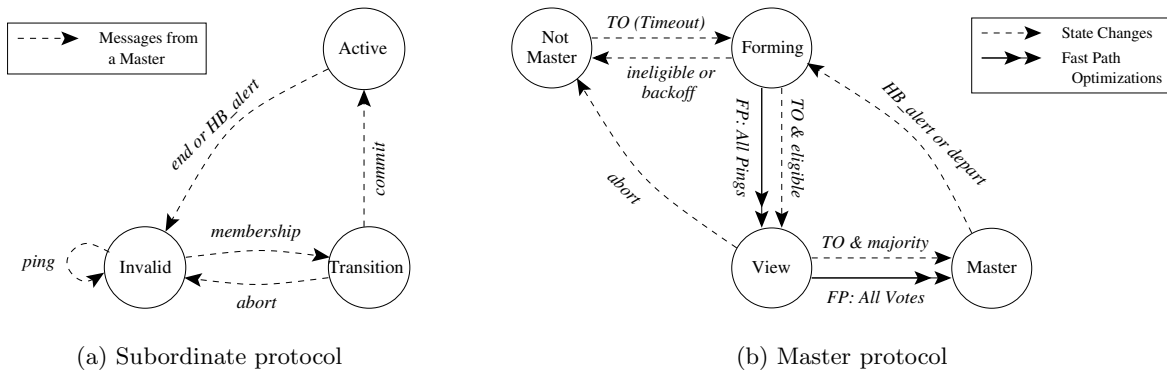 Messages from
a Master
Active
end or HB_alert
commit
membership
ping
Invalid
Transition
abort
(a) Subordinate protocol
Not
Master
TO (Timeout)
Forming
ineligible or
backoff
State Changes
Fast Path
Optimizations
HB_alert or depart
FP: All Pings
TO & eligible
abort
TO & majority
View
Master
FP: All Votes
(b) Master protocol